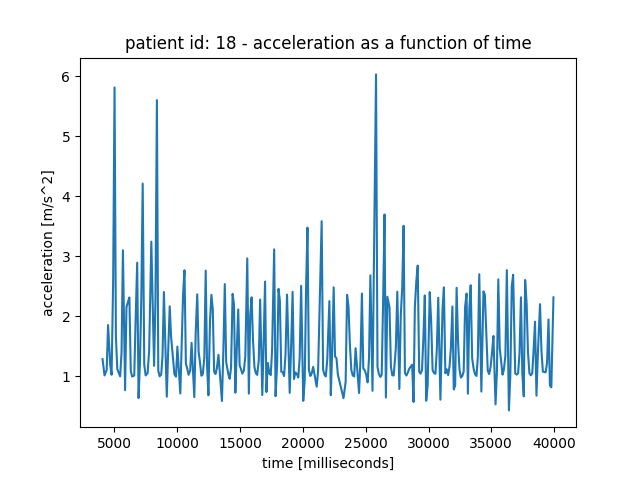 patient id: 18 - acceleration as a function of time
6
5
4
3
2
1
acceleration [m/s^2]
5000 10000 15000 20000 25000 30000 35000 40000
time [milliseconds]